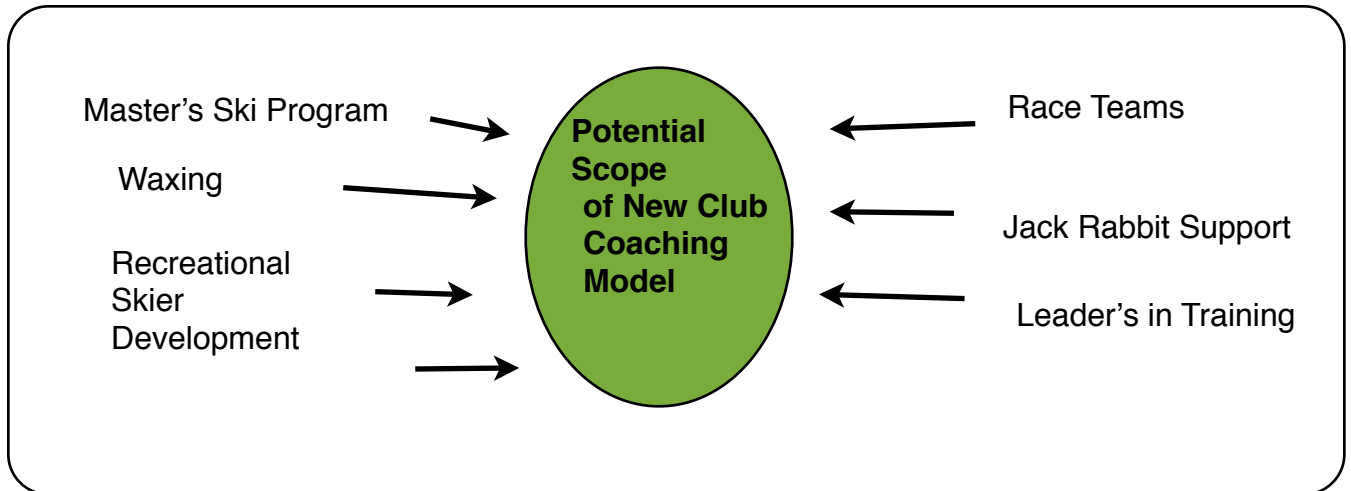 Master’s Ski Program
Waxing
Recreational
Skier
Development
Potential
Scope
of New Club
Coaching
Model
Race Teams
Jack Rabbit Support
Leader’s in Training